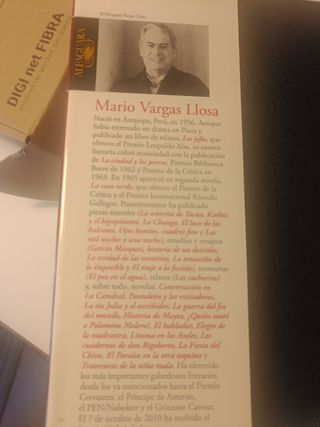 DIGI net FIBRA
© Morgana Vargas Llosa
ALFAGUARA
Mario Vargas Llosa
Nació en Arequipa, Perú, en 1936. Aunque
había estrenado un drama en Piura y
publicado un libro de relatos, Los jefes, que
obtuvo el Premio Leopoldo Alas, su carrera
literaria cobró notoriedad con la publicación
de La ciudad y los perros, Premio Biblioteca
Breve de 1962 y Premio de la Crítica en
1963. En 1965 apareció su segunda novela,
La casa verde, que obtuvo el Premio de la
Crítica y el Premio Internacional Rómulo
Gallegos. Posteriormente ha publicado
piezas teatrales (La señorita de Tacna, Kathie
y el hipopótamo, La Chunga, El loco de los
balcones, Ojos bonitos, cuadros feos y Las
mil noches y una noche), estudios y ensayos
(García Márquez, historia de un deicidio,
La verdad de las mentiras, La tentación de
lo imposible y El viaje a la ficción), memorias
(El pez en el agua), relatos (Los cachorros)
y, sobre todo, novelas: Conversación en
La Catedral, Pantaleón y las visitadoras,
La tía Julia y el escribidor, La guerra del fin
del mundo, Historia de Mayta, ¿Quién mató
a Palomino Molero?, El hablador, Elogio de
la madrastra, Lituma en los Andes, Los
cuadernos de don Rigoberto, La Fiesta del
Chivo, El Paraíso en la otra esquina y
Travesuras de la niña mala. Ha obtenido
los más importantes galardones literarios,
desde los ya mencionados hasta el Premio
Cervantes, el Príncipe de Asturias,
el PEN/Nabokov y el Grinzane Cavour.
El 7 de octubre de 2010 ha recibido el